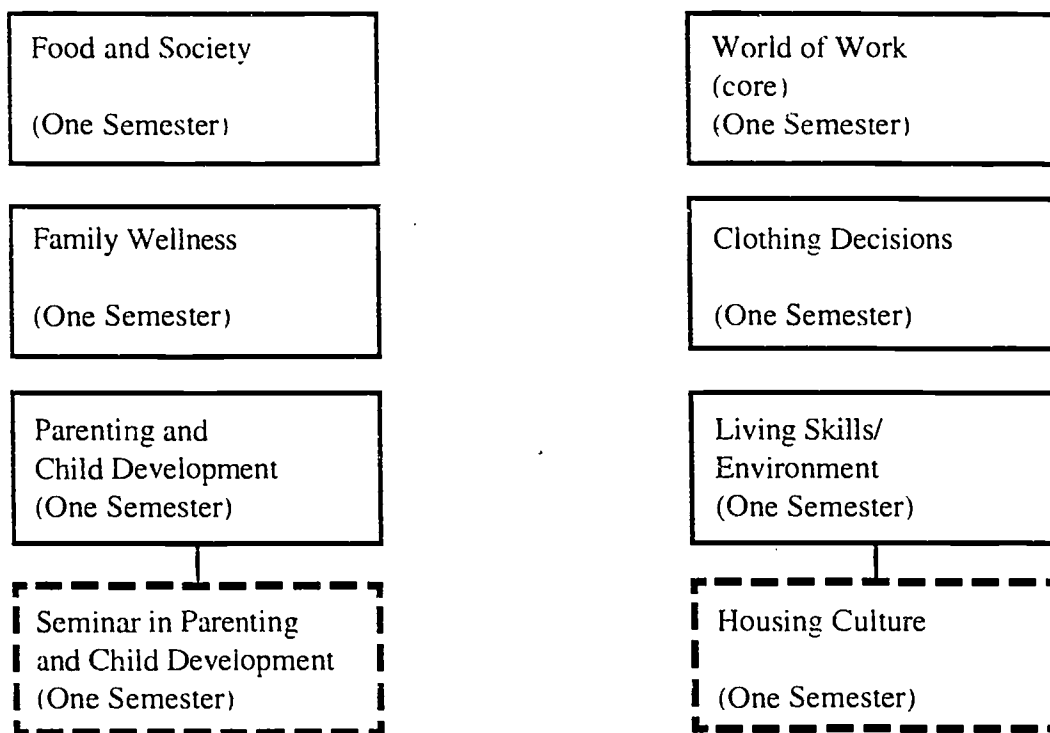 Food and Society
(One Semester)
World of Work
(core)
(One Semester)
Family Wellness
(One Semester)
Clothing Decisions
(One Semester)
Parenting and
Child Development
(One Semester)
Living Skills/
Environment
(One Semester)
Seminar in Parenting
and Child Development
(One Semester)
Housing Culture
(One Semester)